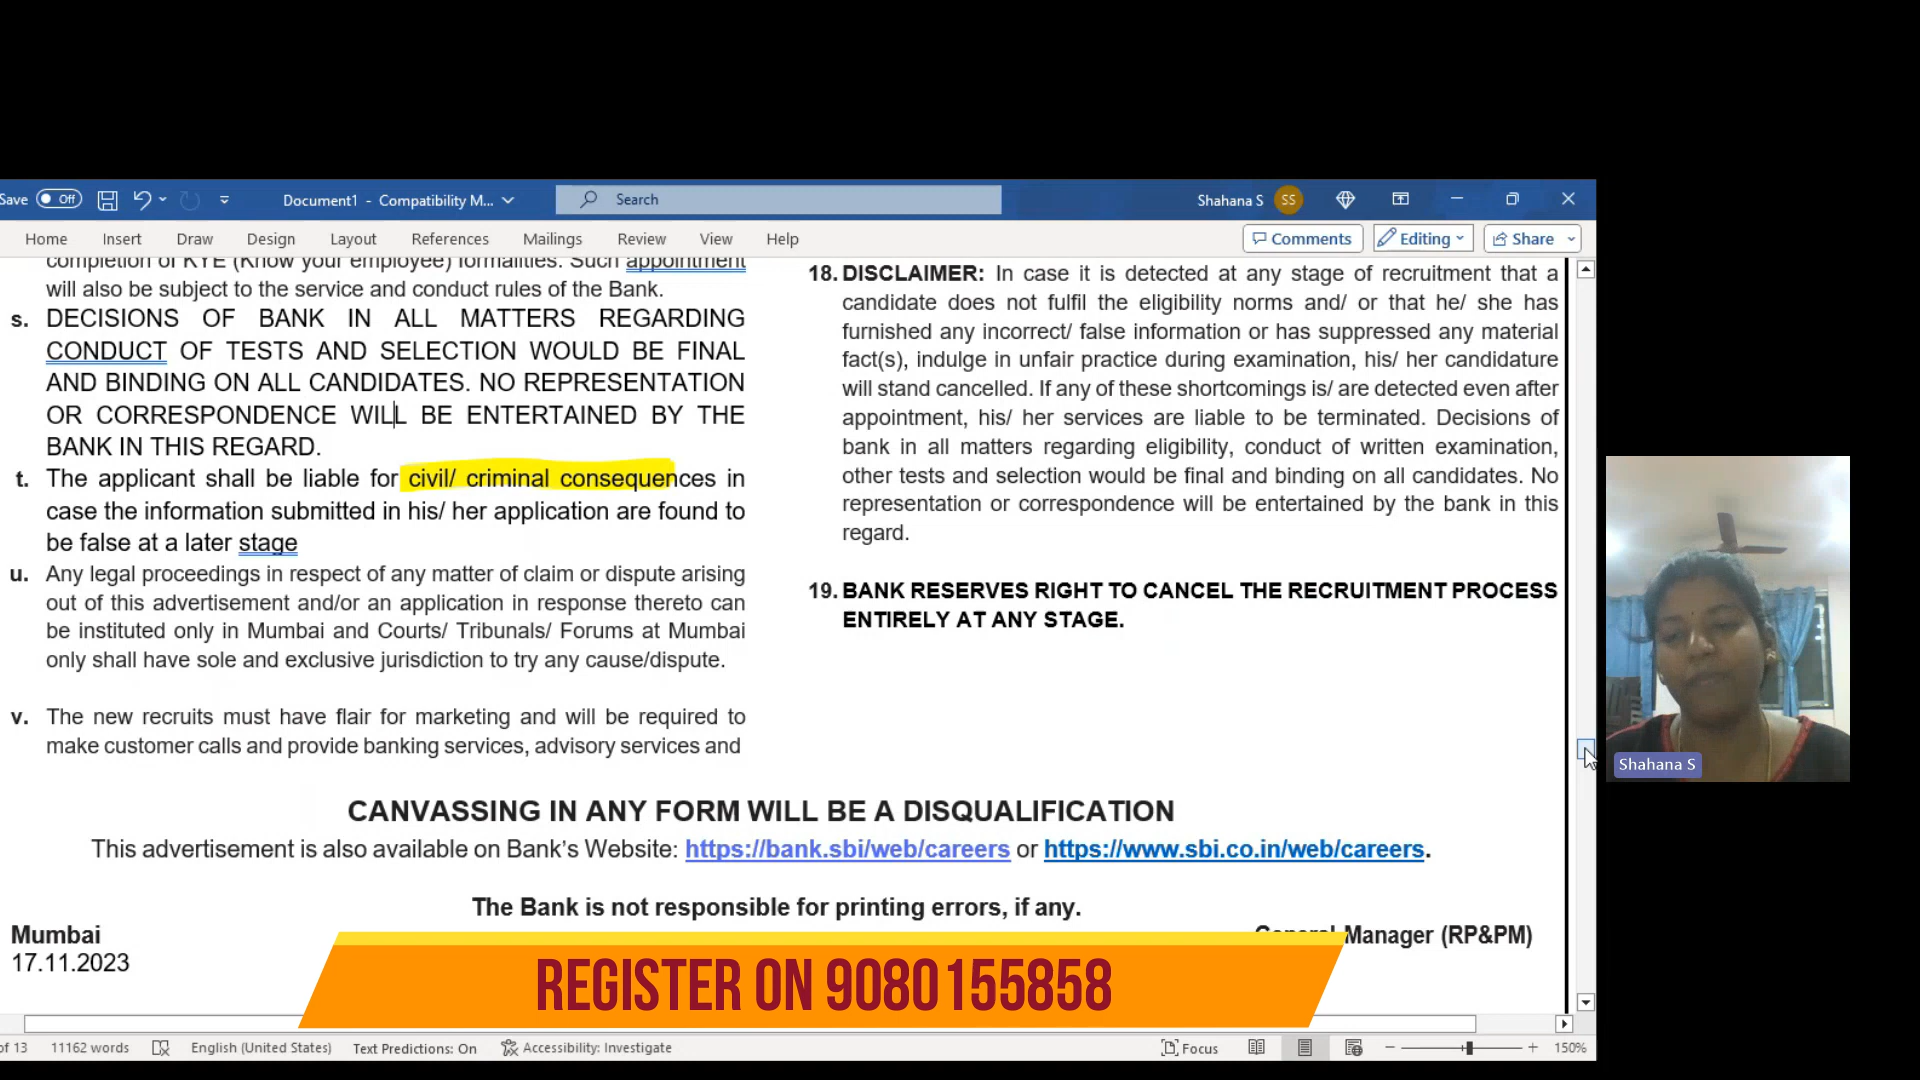 Save Off Document1 - Compatibility M... Search Shahana S SS
Home Insert Draw Design Layout References Mailings Review View Help Comments Editing Share
completion of KYE (Know your employee) formalities. Such appointment
will also be subject to the service and conduct rules of the Bank.
s. DECISIONS OF BANK IN ALL MATTERS REGARDING
CONDUCT OF TESTS AND SELECTION WOULD BE FINAL
AND BINDING ON ALL CANDIDATES. NO REPRESENTATION
OR CORRESPONDENCE WILL BE ENTERTAINED BY THE
BANK IN THIS REGARD.
t. The applicant shall be liable for civil/ criminal consequences in
case the information submitted in his/ her application are found to
be false at a later stage
u. Any legal proceedings in respect of any matter of claim or dispute arising
out of this advertisement and/or an application in response thereto can
be instituted only in Mumbai and Courts/ Tribunals/ Forums at Mumbai
only shall have sole and exclusive jurisdiction to try any cause/dispute.
v. The new recruits must have flair for marketing and will be required to
make customer calls and provide banking services, advisory services and
18. DISCLAIMER: In case it is detected at any stage of recruitment that a
candidate does not fulfil the eligibility norms and/ or that he/ she has
furnished any incorrect/ false information or has suppressed any material
fact(s), indulge in unfair practice during examination, his/ her candidature
will stand cancelled. If any of these shortcomings is/ are detected even after
appointment, his/ her services are liable to be terminated. Decisions of
bank in all matters regarding eligibility, conduct of written examination,
other tests and selection would be final and binding on all candidates. No
representation or correspondence will be entertained by the bank in this
regard.
19. BANK RESERVES RIGHT TO CANCEL THE RECRUITMENT PROCESS
ENTIRELY AT ANY STAGE.
Shahana S
CANVASSING IN ANY FORM WILL BE A DISQUALIFICATION
This advertisement is also available on Bank's Website: https://bank.sbi/web/careers or https://www.sbi.co.in/web/careers.
The Bank is not responsible for printing errors, if any.
Mumbai General Manager (RP&PM)
17.11.2023
REGISTER ON 9080155858
of 13 11162 words English (United States) Text Predictions: On Accessibility: Investigate Focus 150%